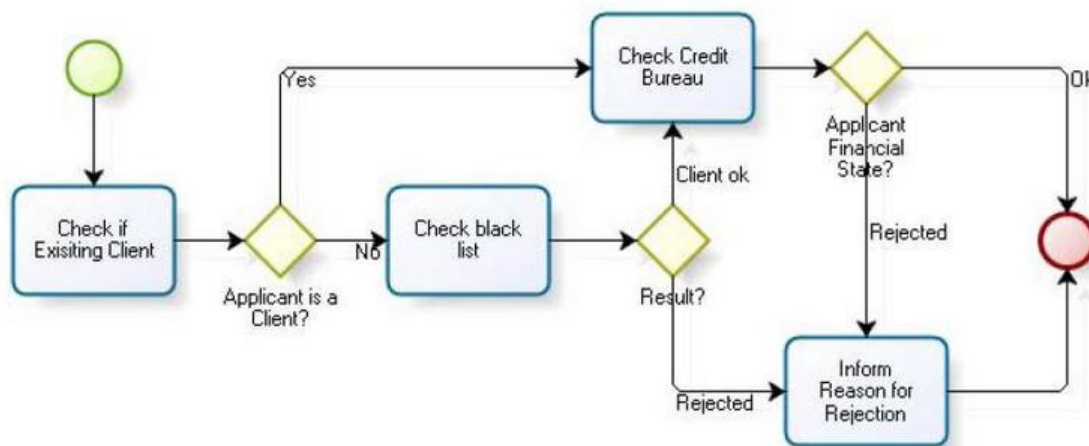 Check Credit
Bureau
Yes
Ok
Applicant
Financial
State?
Client ok
Check if
Exisiting Client
Check black
list
No
Rejected
Applicant is a
Client?
Result?
Inform
Reason for
Rejection
Rejected